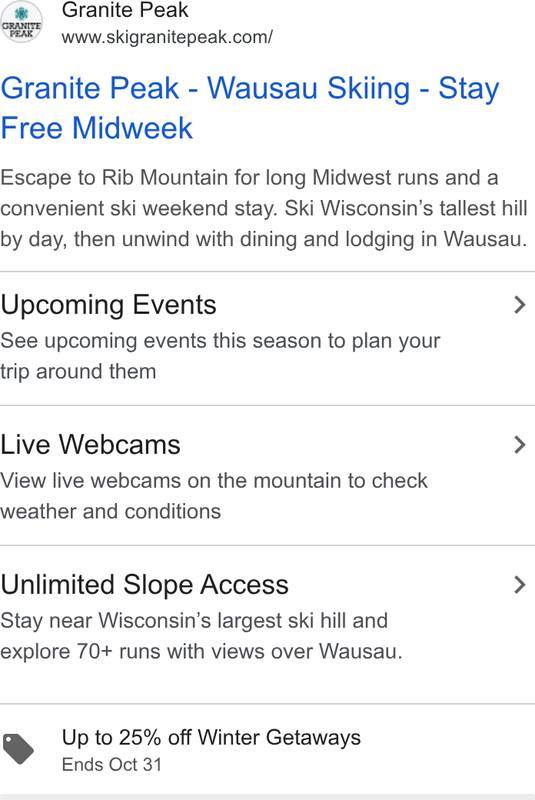 GRANITE
PEAK
Granite Peak
www.skigranitepeak.com/
Granite Peak - Wausau Skiing - Stay
Free Midweek
Escape to Rib Mountain for long Midwest runs and a
convenient ski weekend stay. Ski Wisconsin’s tallest hill
by day, then unwind with dining and lodging in Wausau.
Upcoming Events
See upcoming events this season to plan your
trip around them
Live Webcams
View live webcams on the mountain to check
weather and conditions
Unlimited Slope Access
Stay near Wisconsin’s largest ski hill and
explore 70+ runs with views over Wausau.
Up to 25% off Winter Getaways
Ends Oct 31